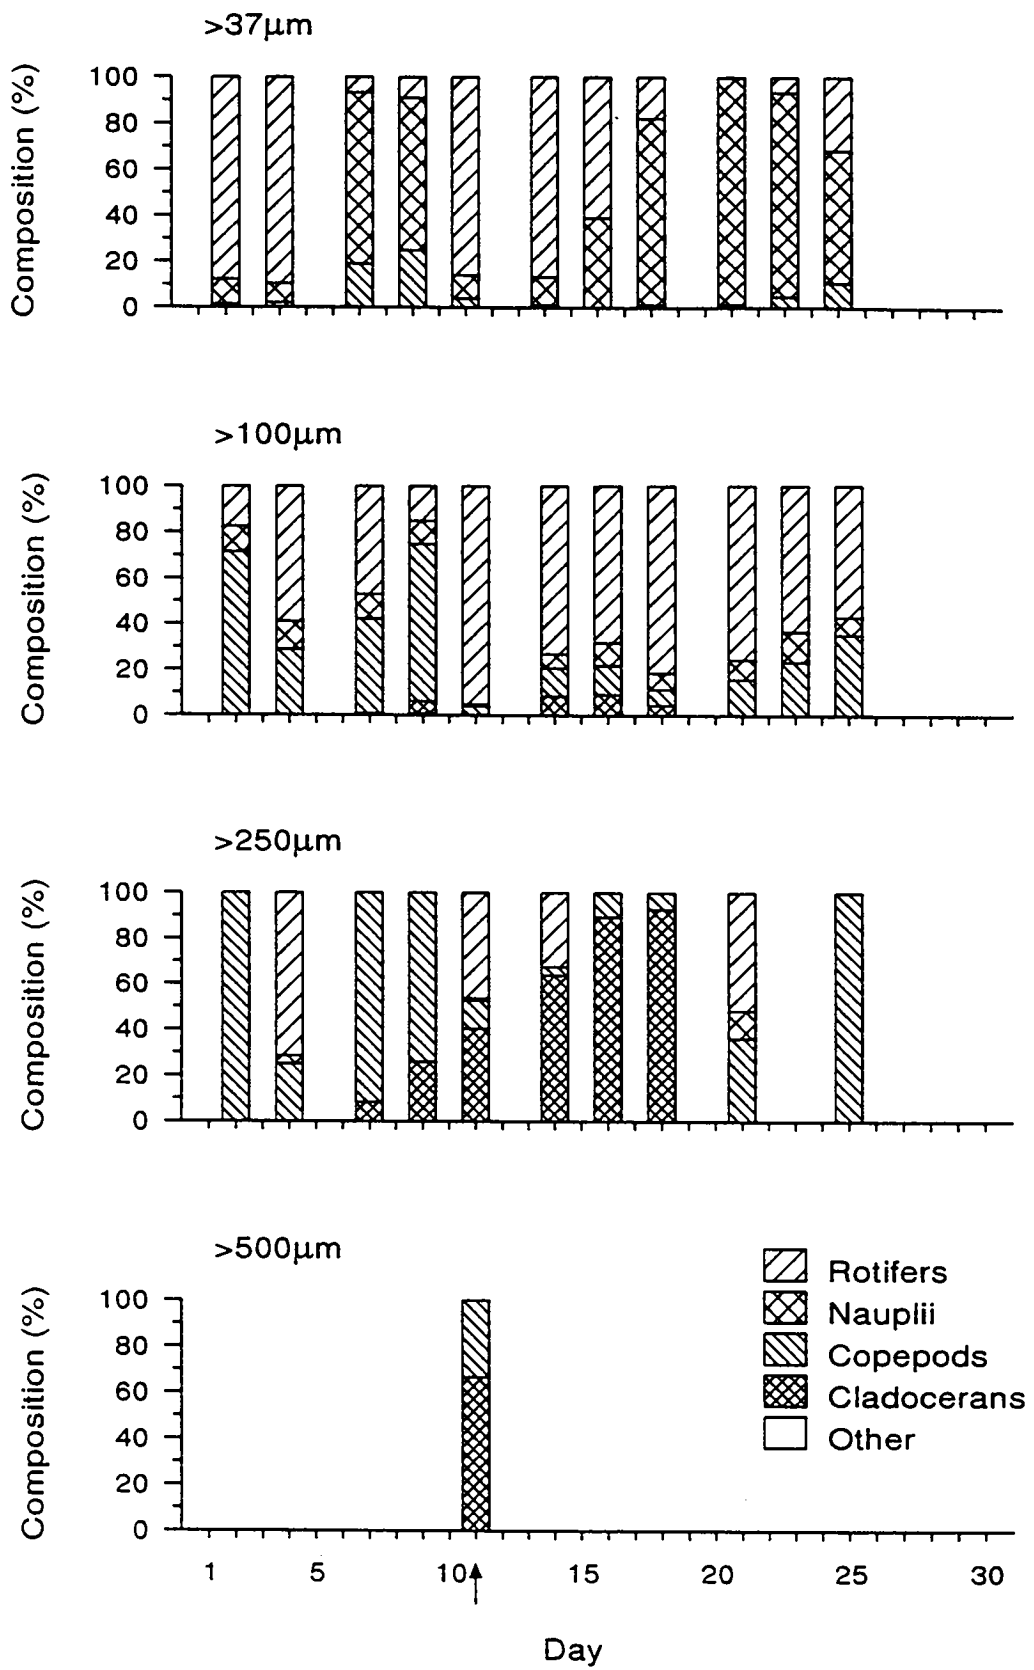 >37μm
Composition (%)
100
80
60
40
20
0
>100μm
Composition (%)
100
80
60
40
20
0
>250μm
Composition (%)
100
80
60
40
20
0
>500μm
Composition (%)
100
80
60
40
20
0
Rotifers
Nauplii
Copepods
Cladocerans
Other
1 5 10 15 20 25 30
Day